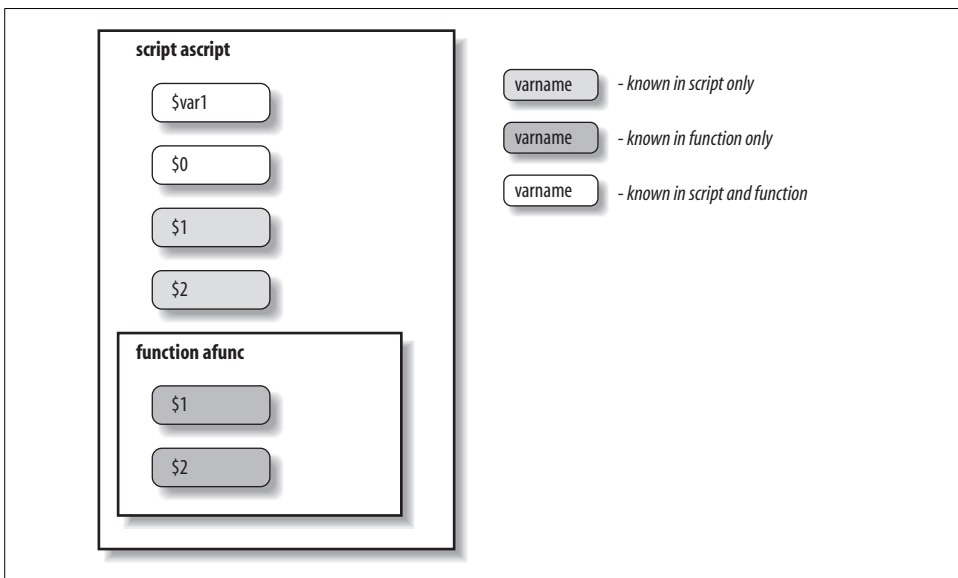 script ascript
$var1
$0
$1
$2
function afunc
$1
$2
varname - known in script only
varname - known in function only
varname - known in script and function